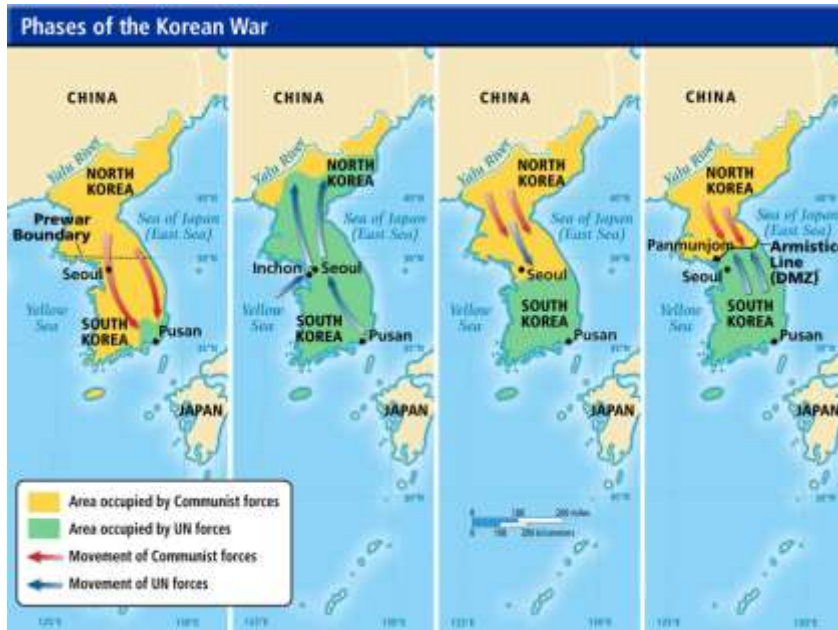 Phases of the Korean War
CHINA
Yalu River
NORTH
KOREA
Prewar
Boundary
Sea of Japan
(East Sea)
Seoul
Yellow
Sea
SOUTH
KOREA
Pusan
JAPAN
CHINA
Yalu River
NORTH
KOREA
Sea of Japan
(East Sea)
Inchon
Seoul
Yellow
Sea
SOUTH
KOREA
Pusan
JAPAN
CHINA
Yalu River
NORTH
KOREA
Sea of Japan
(East Sea)
Seoul
Yellow
Sea
SOUTH
KOREA
Pusan
JAPAN
CHINA
Yalu River
NORTH
KOREA
Sea of Japan
(East Sea)
Panmunjom
Armistice
Line
(DMZ)
Seoul
Yellow
Sea
SOUTH
KOREA
Pusan
JAPAN
Area occupied by Communist forces
Area occupied by UN forces
Movement of Communist forces
Movement of UN forces